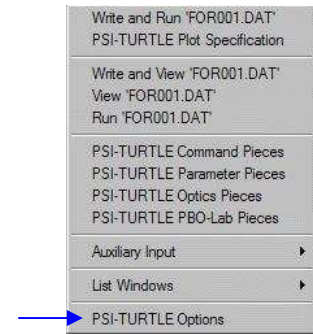 Write and Run 'FOR001.DAT'
PSI-TURTLE Plot Specification
Write and View 'FOR001.DAT'
View 'FOR001.DAT'
Run 'FOR001.DAT'
PSI-TURTLE Command Pieces
PSI-TURTLE Parameter Pieces
PSI-TURTLE Optics Pieces
PSI-TURTLE PBO-Lab Pieces
Auxiliary Input
List Windows
PSI-TURTLE Options